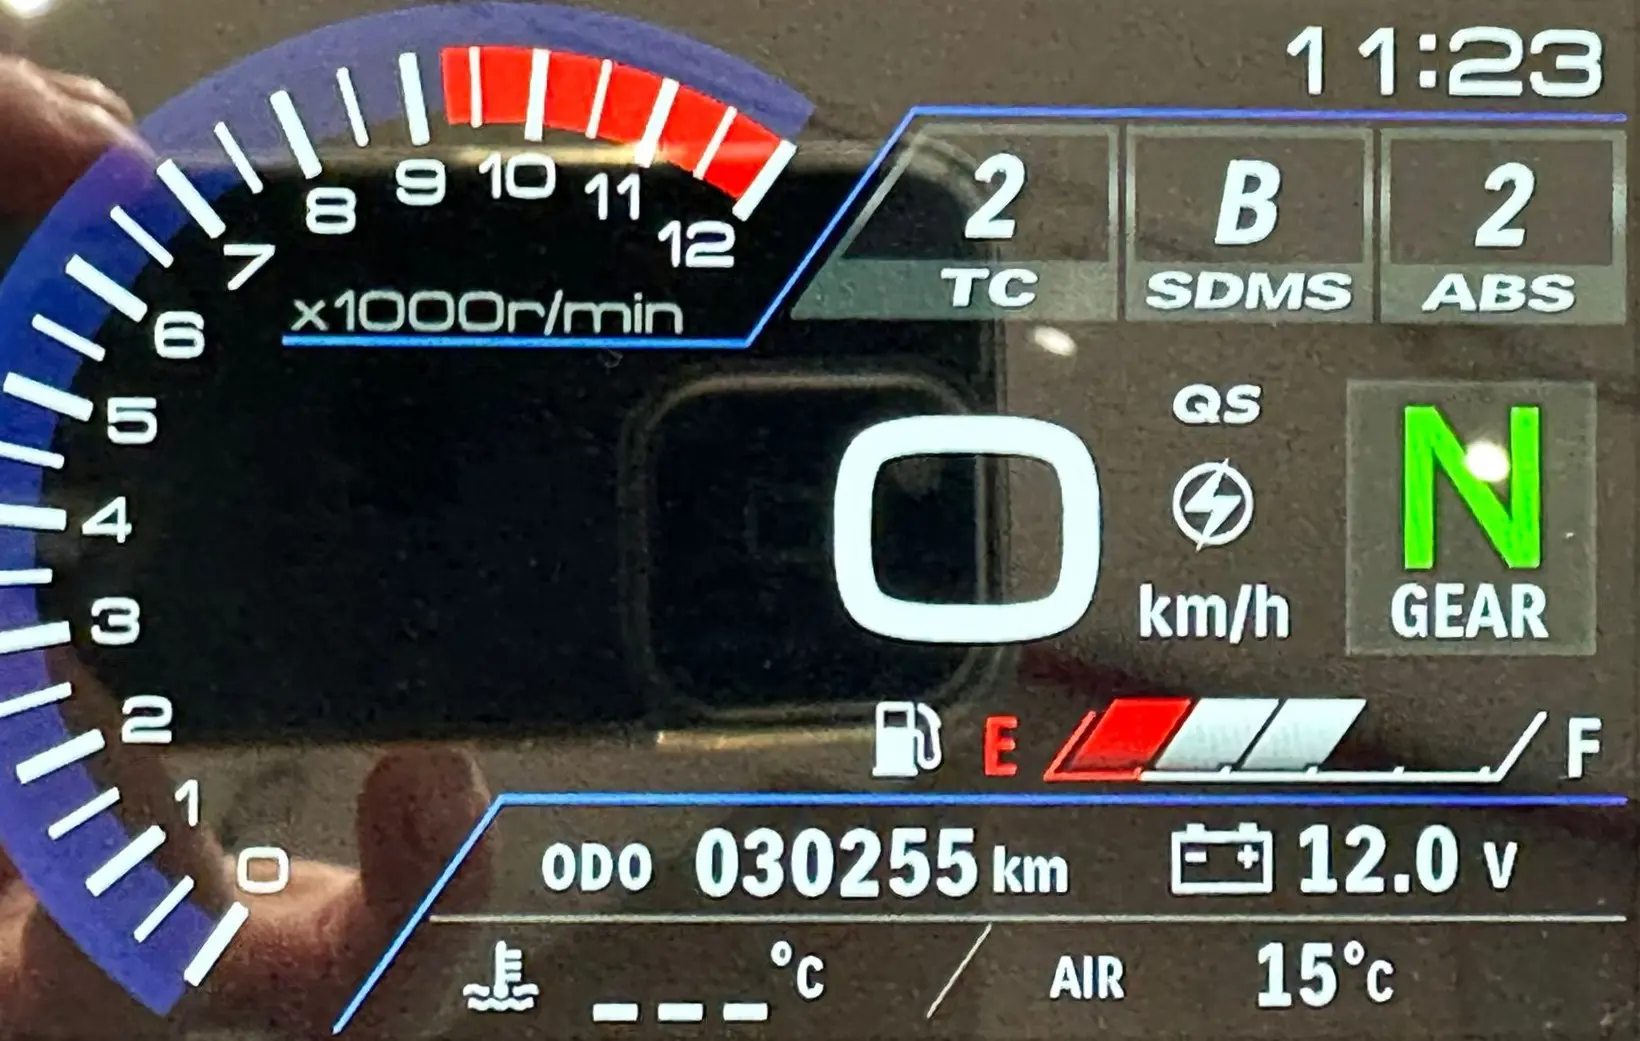 11:23
0 1 2 3 4 5 6 7 8 9 10 11 12
x1000r/min
2 B 2
TC SDMS ABS
QS
0 km/h
N
GEAR
E F
ODO 030255 km 12.0 V
_ _ _ °C / AIR 15°C